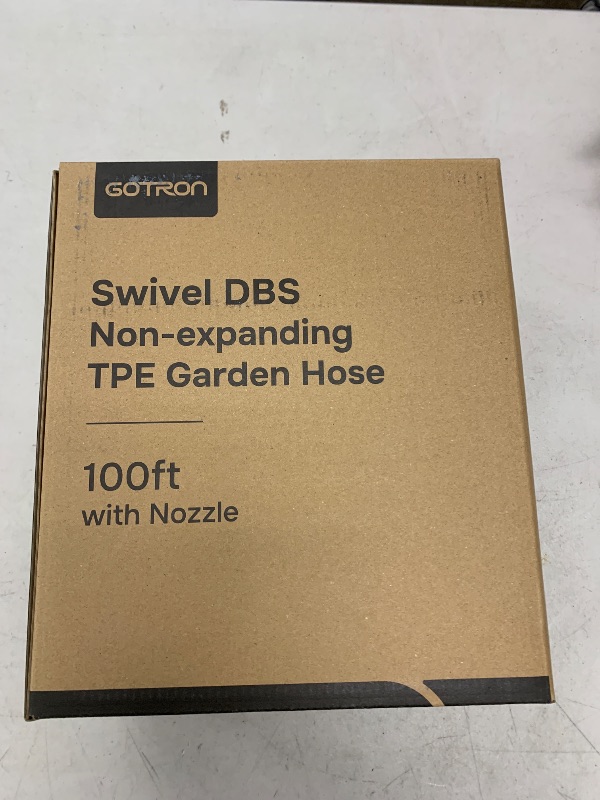 GOTRON
Swivel DBS
Non-expanding
TPE Garden Hose
100ft
with Nozzle